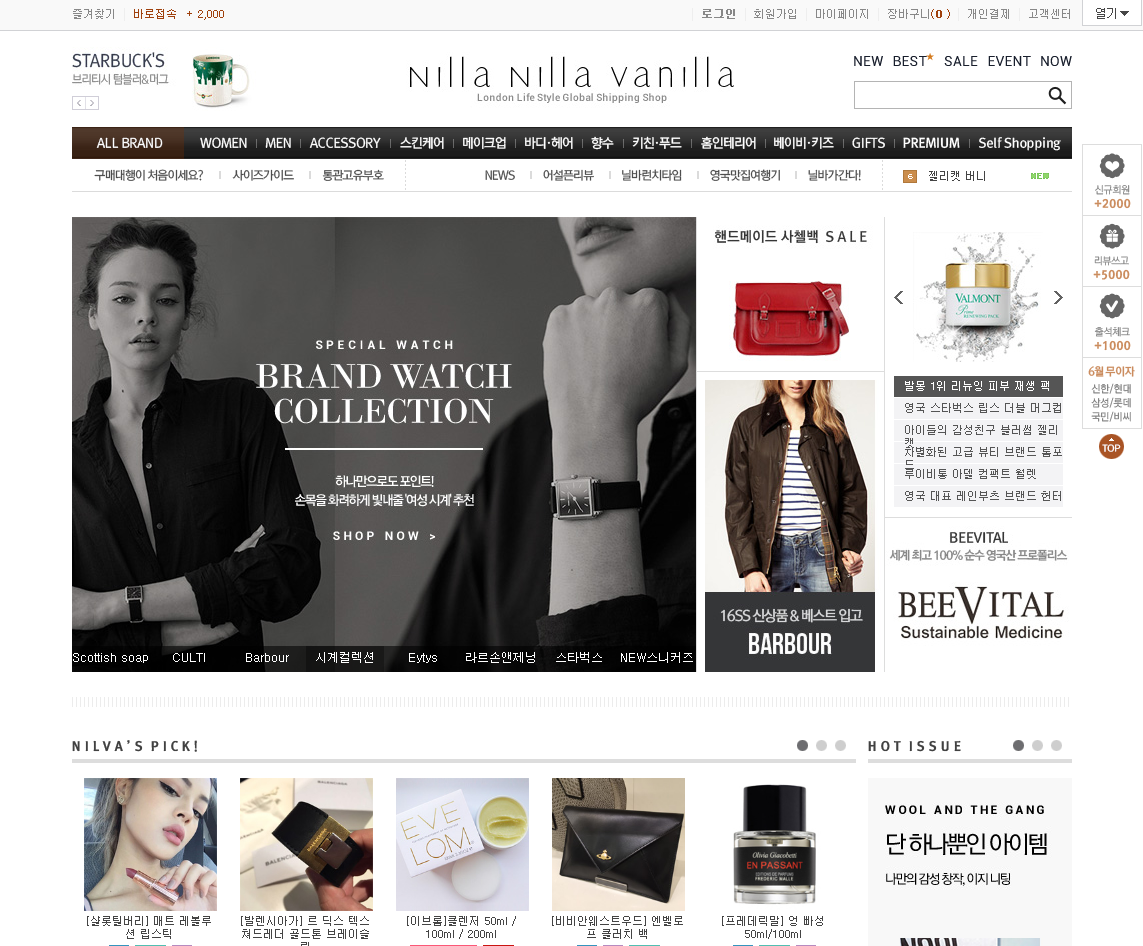 즐겨찾기
바로접속 + 2,000
로그인
회원가입
마이페이지
장바구니(0)
개인결제
고객센터
열기
STARBUCK'S
브리티시 텀블러&머그
nilla nilla vanilla
London Life Style Global Shipping Shop
NEW BEST SALE EVENT NOW
ALL BRAND
WOMEN
MEN
ACCESSORY
스킨케어
메이크업
바디·헤어
향수
키친·푸드
홈인테리어
베이비·키즈
GIFTS
PREMIUM
Self Shopping
구매대행이 처음이세요?
사이즈가이드
통관고유부호
NEWS
어설픈리뷰
닐바런치타임
영국맛집여행기
닐바가간다!
6 젤리캣 버니 NEW
신규회원
+2000
리뷰쓰고
+5000
출석체크
+1000
6월 무이자
신한/현대
삼성/롯데
국민/비씨
TOP
SPECIAL WATCH
BRAND WATCH
COLLECTION
하나만으로도 포인트!
손목을 화려하게 빛내줄 '여성 시계' 추천
SHOP NOW >
Scottish soap
CULTI
Barbour
시계컬렉션
Eytys
라르손앤제닝
스타벅스
NEW스니커즈
핸드메이드 사첼백 SALE
16SS 신상품 & 베스트 입고
BARBOUR
VALMONT
Prime
RENEWING PACK
발몽 1위 리뉴잉 피부 재생 팩
영국 스타벅스 립스 더블 머그컵
아이들의 감성친구 블러썸 젤리
캣
차별화된 고급 뷰티 브랜드 톰포
드
루이비통 아델 컴팩트 월렛
영국 대표 레인부츠 브랜드 헌터
BEEVITAL
세계 최고 100% 순수 영국산 프로폴리스
BEEVITAL
Sustainable Medicine
NILVA'S PICK!
HOT ISSUE
EVE
LOM
Olivia Giacobetti
EN PASSANT
EDITIONS DE PARFUMS
FREDERIC MALLE
[샬롯틸버리] 매트 레볼루
션 립스틱
[발렌시아가] 르 딕스 텍스
쳐드레더 골드톤 브레이슬
릿
[이브롬]클렌저 50ml /
100ml / 200ml
[비비안웨스트우드] 엔벨로
프 클러치 백
[프레데릭말] 엉 빠성
50ml/100ml
WOOL AND THE GANG
단 하나뿐인 아이템
나만의 감성 창작, 이지 니팅